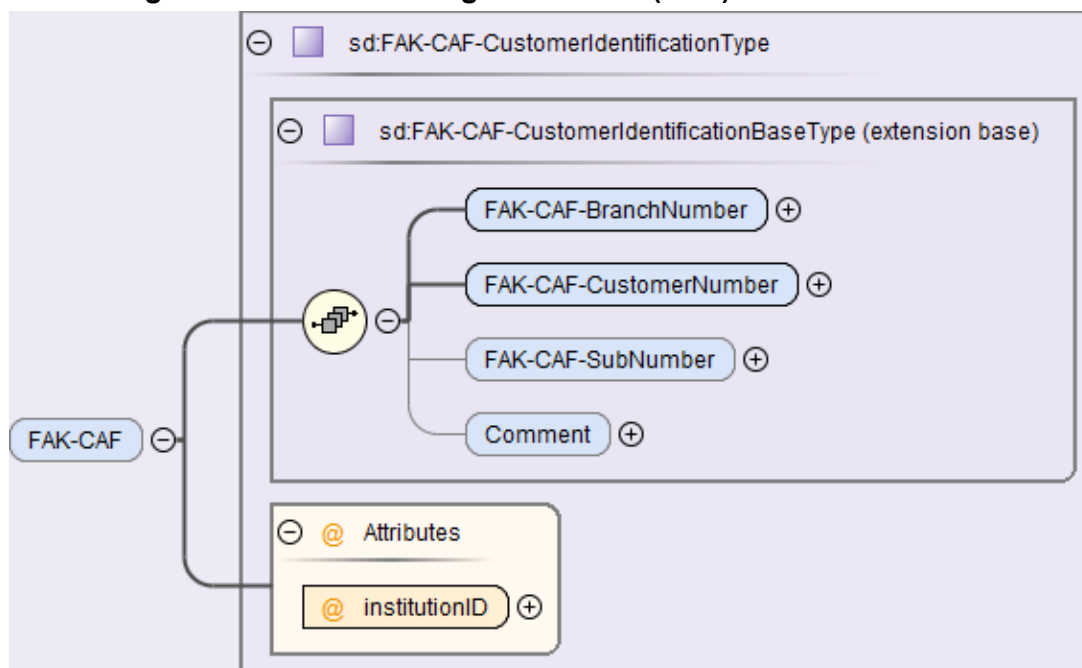 sd:FAK-CAF-CustomerIdentificationType
sd:FAK-CAF-CustomerIdentificationBaseType (extension base)
FAK-CAF-BranchNumber
FAK-CAF-CustomerNumber
FAK-CAF-SubNumber
Comment
FAK-CAF
@ Attributes
@ institutionID